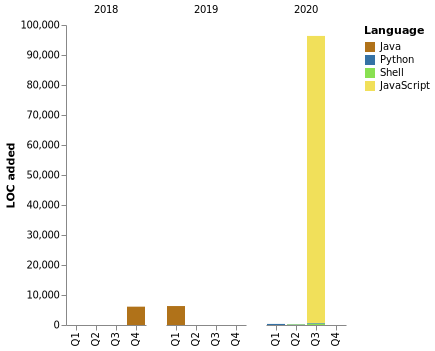 2018 2019 2020
Language
Java
Python
Shell
JavaScript
LOC added
100,000
90,000
80,000
70,000
60,000
50,000
40,000
30,000
20,000
10,000
0
Q1 Q2 Q3 Q4 Q1 Q2 Q3 Q4 Q1 Q2 Q3 Q4